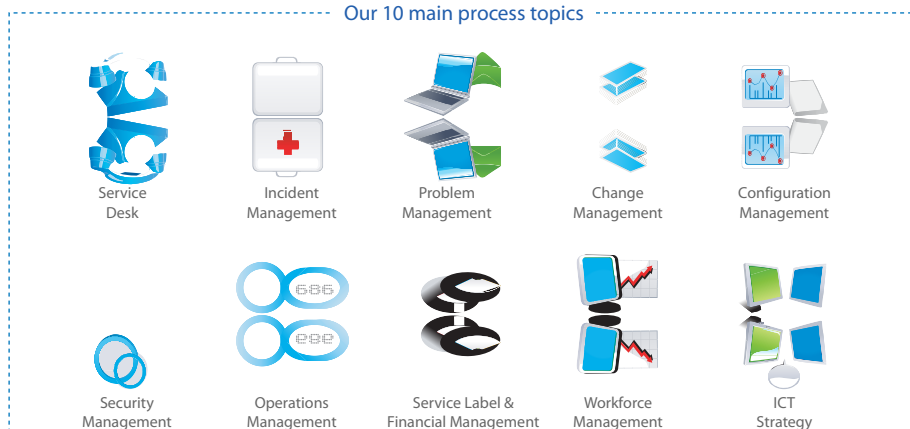 Our 10 main process topics
Service
Desk
Incident
Management
Problem
Management
Change
Management
Configuration
Management
686
Security
Management
Operations
Management
Service Label &
Financial Management
Workforce
Management
ICT
Strategy